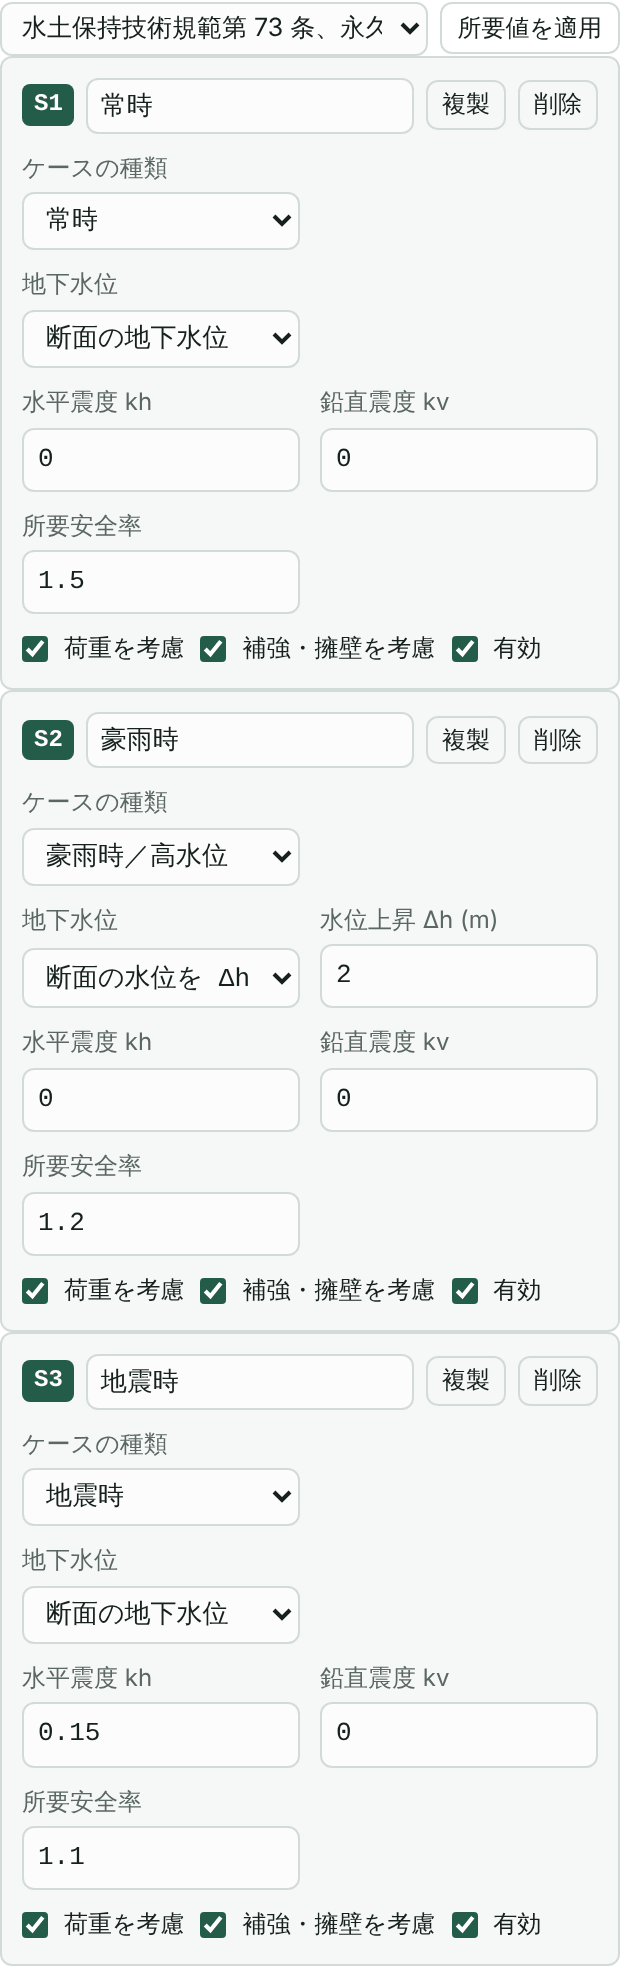 水土保持技術規範第 73 条、永久 所要値を適用
S1 常時 複製 削除
ケースの種類
常時
地下水位
断面の地下水位
水平震度 kh 鉛直震度 kv
0 0
所要安全率
1.5
荷重を考慮 補強・擁壁を考慮 有効
S2 豪雨時 複製 削除
ケースの種類
豪雨時／高水位
地下水位 水位上昇 Δh (m)
断面の水位を Δh 2
水平震度 kh 鉛直震度 kv
0 0
所要安全率
1.2
荷重を考慮 補強・擁壁を考慮 有効
S3 地震時 複製 削除
ケースの種類
地震時
地下水位
断面の地下水位
水平震度 kh 鉛直震度 kv
0.15 0
所要安全率
1.1
荷重を考慮 補強・擁壁を考慮 有効